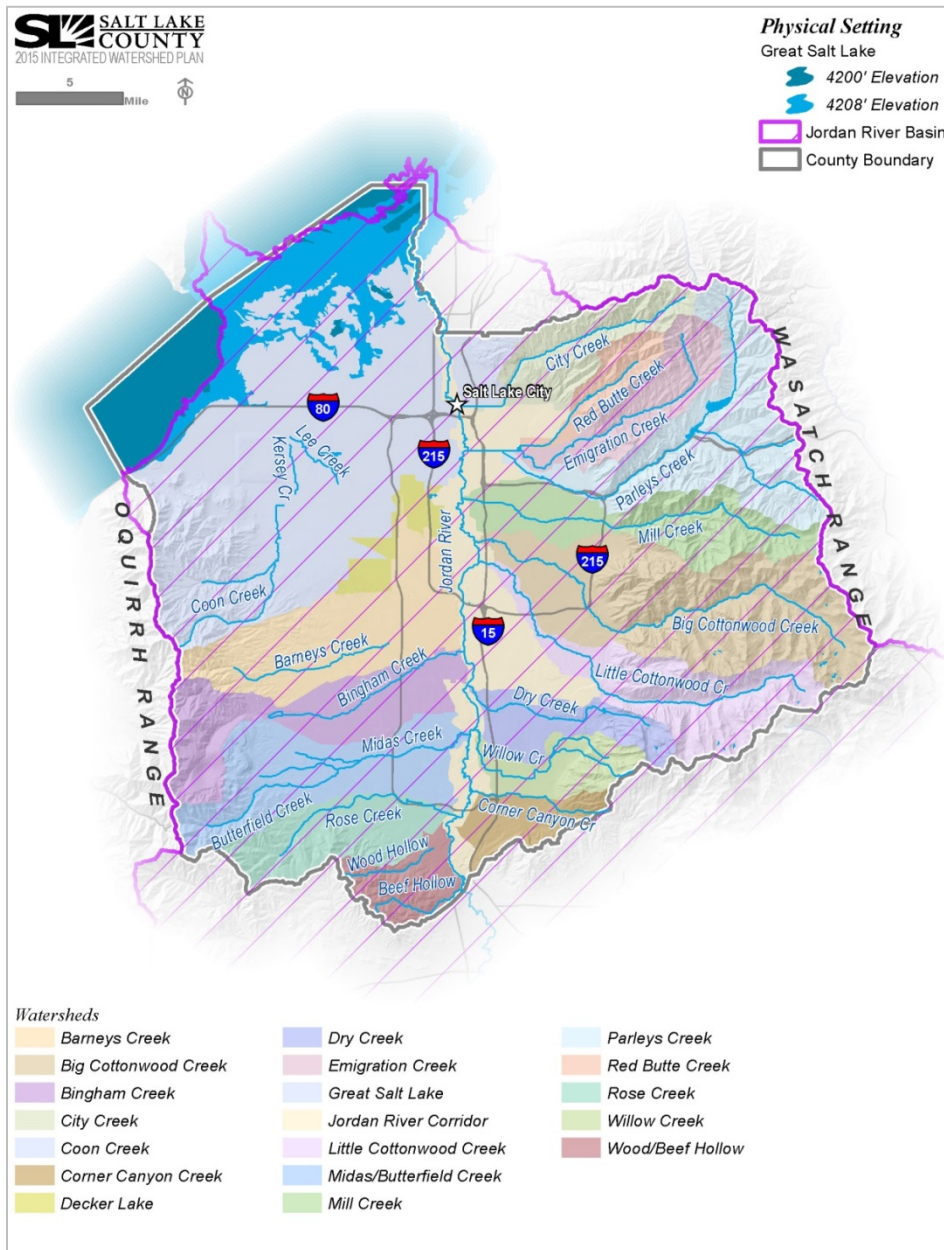 SL SALT LAKE
COUNTY
2015 INTEGRATED WATERSHED PLAN
5
Mile
N
Physical Setting
Great Salt Lake
4200' Elevation
4208' Elevation
Jordan River Basin
County Boundary
City Creek
Salt Lake City
Red Butte Creek
Emigration Creek
Parleys Creek
Mill Creek
WASATCH RANGE
80
215
Lee Creek
Kersey Cr
Jordan River
215
OQUIRRH RANGE
Coon Creek
Big Cottonwood Creek
15
Barneys Creek
Little Cottonwood Cr
Bingham Creek
Dry Creek
Midas Creek
Willow Cr
Butterfield Creek
Rose Creek
Corner Canyon Cr
Wood Hollow
Beef Hollow
Watersheds
Barneys Creek
Big Cottonwood Creek
Bingham Creek
City Creek
Coon Creek
Corner Canyon Creek
Decker Lake
Dry Creek
Emigration Creek
Great Salt Lake
Jordan River Corridor
Little Cottonwood Creek
Midas/Butterfield Creek
Mill Creek
Parleys Creek
Red Butte Creek
Rose Creek
Willow Creek
Wood/Beef Hollow